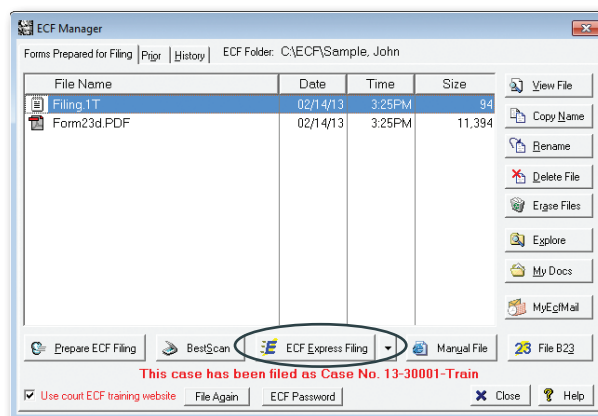 ECF Manager
Forms Prepared for Filing Prior History ECF Folder: C:\ECF\Sample, John
File Name Date Time Size
Filing.1T 02/14/13 3:25PM 94
Form23d.PDF 02/14/13 3:25PM 11,394
View File
Copy Name
Rename
Delete File
Erase Files
Explore
My Docs
MyEcfMail
Prepare ECF Filing BestScan ECF Express Filing Manual File 23 File B23
This case has been filed as Case No. 13-30001-Train
Use court ECF training website File Again ECF Password Close Help